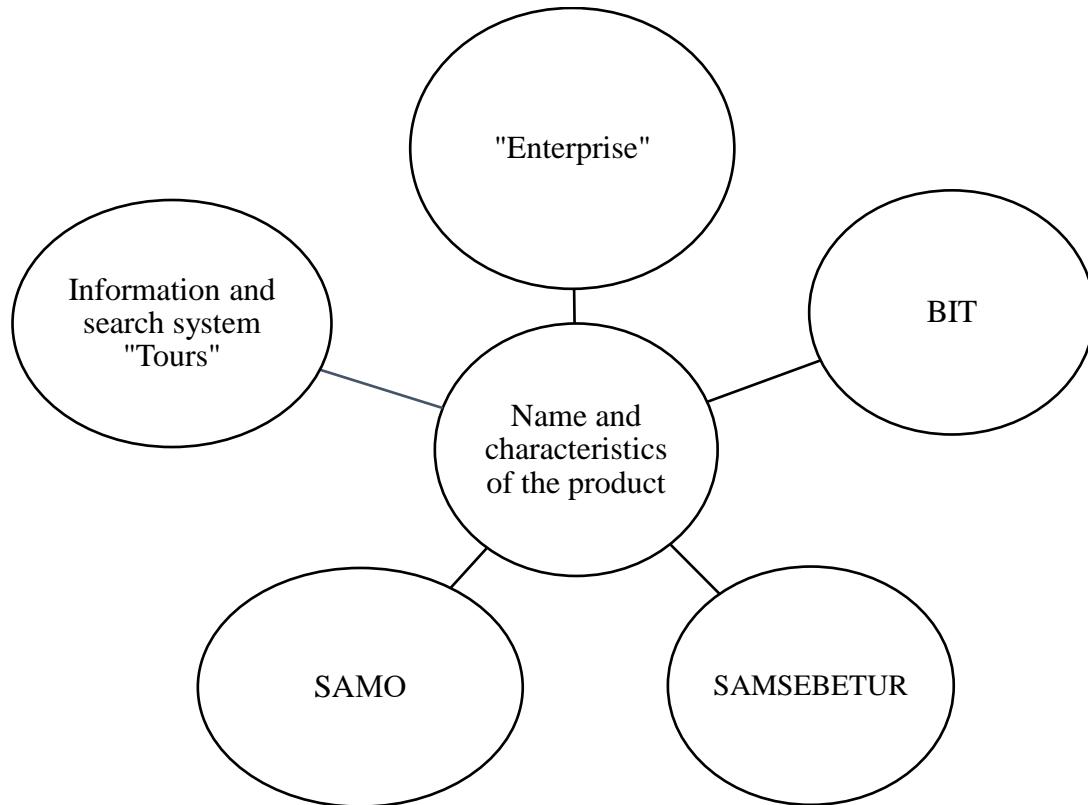 "Enterprise"
Information and
search system
"Tours"
BIT
Name and
characteristics
of the product
SAMO
SAMSEBETUR